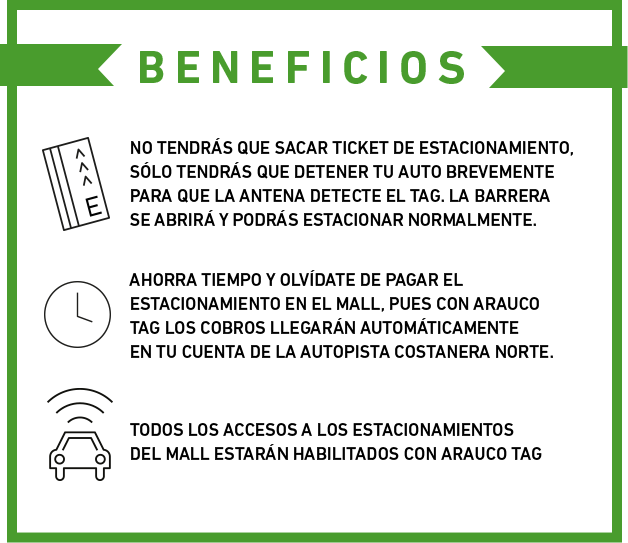 BENEFICIOS
NO TENDRÁS QUE SACAR TICKET DE ESTACIONAMIENTO,
SÓLO TENDRÁS QUE DETENER TU AUTO BREVEMENTE
PARA QUE LA ANTENA DETECTE EL TAG. LA BARRERA
SE ABRIRÁ Y PODRÁS ESTACIONAR NORMALMENTE.
E
AHORRA TIEMPO Y OLVÍDATE DE PAGAR EL
ESTACIONAMIENTO EN EL MALL, PUES CON ARAUCO
TAG LOS COBROS LLEGARÁN AUTOMÁTICAMENTE
EN TU CUENTA DE LA AUTOPISTA COSTANERA NORTE.
TODOS LOS ACCESOS A LOS ESTACIONAMIENTOS
DEL MALL ESTARÁN HABILITADOS CON ARAUCO TAG